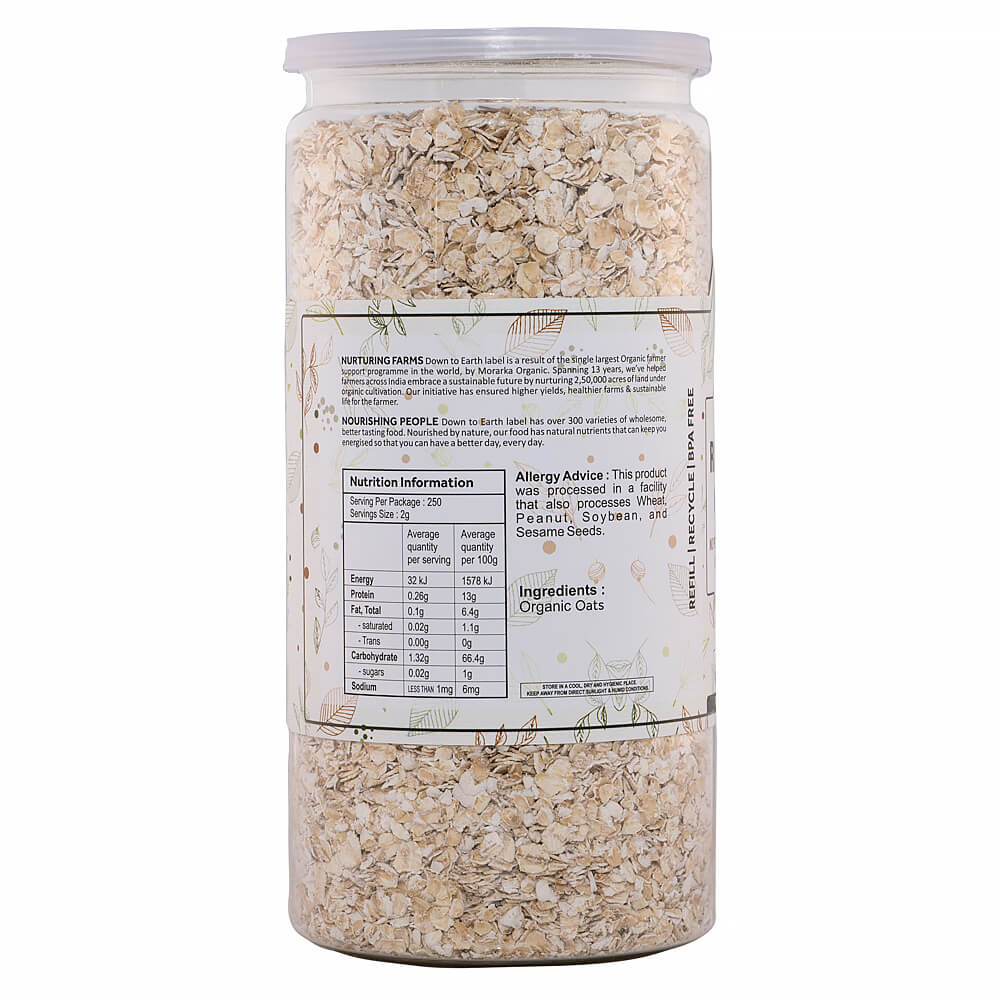 NURTURING FARMS Down to Earth label is a result of the single largest Organic farmer
support programme in the world, by Morarka Organic. Spanning 13 years, we've helped
farmers across India embrace a sustainable future by nurturing 2,50,000 acres of land under
organic cultivation. Our initiative has ensured higher yields, healthier farms & sustainable
life for the farmer.
NOURISHING PEOPLE Down to Earth label has over 300 varieties of wholesome,
better tasting food. Nourished by nature, our food has natural nutrients that can keep you
energised so that you can have a better day, every day.
Nutrition Information
Serving Per Package : 250
Servings Size : 2g
Average quantity per serving Average quantity per 100g
Energy 32 kJ 1578 kJ
Protein 0.26g 13g
Fat, Total 0.1g 6.4g
- saturated 0.02g 1.1g
- Trans 0.00g 0g
Carbohydrate 1.32g 66.4g
- sugars 0.02g 1g
Sodium LESS THAN 1mg 6mg
Allergy Advice : This product
was processed in a facility
that also processes Wheat,
Peanut, Soybean, and
Sesame Seeds.
Ingredients :
Organic Oats
STORE IN A COOL, DRY AND HYGIENIC PLACE
KEEP AWAY FROM DIRECT SUNLIGHT & HUMID CONDITIONS
REFILL | RECYCLE | BPA FREE